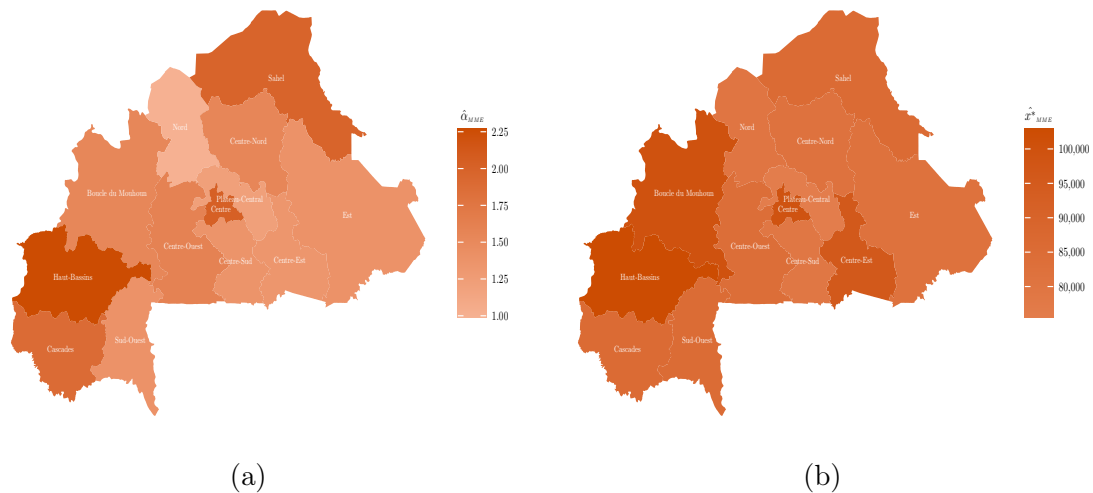 Sahel
Nord
Centre-Nord
Boucle du Mouhoun
Plateau-Central
Centre
Est
Centre-Ouest
Centre-Sud
Centre-Est
Haut-Bassins
Sud-Ouest
Cascades
α̂_MME
2.25
2.00
1.75
1.50
1.25
1.00
(a)
Sahel
Nord
Centre-Nord
Boucle du Mouhoun
Plateau-Central
Centre
Est
Centre-Ouest
Centre-Sud
Centre-Est
Haut-Bassins
Sud-Ouest
Cascades
x̂*_MME
100,000
95,000
90,000
85,000
80,000
(b)